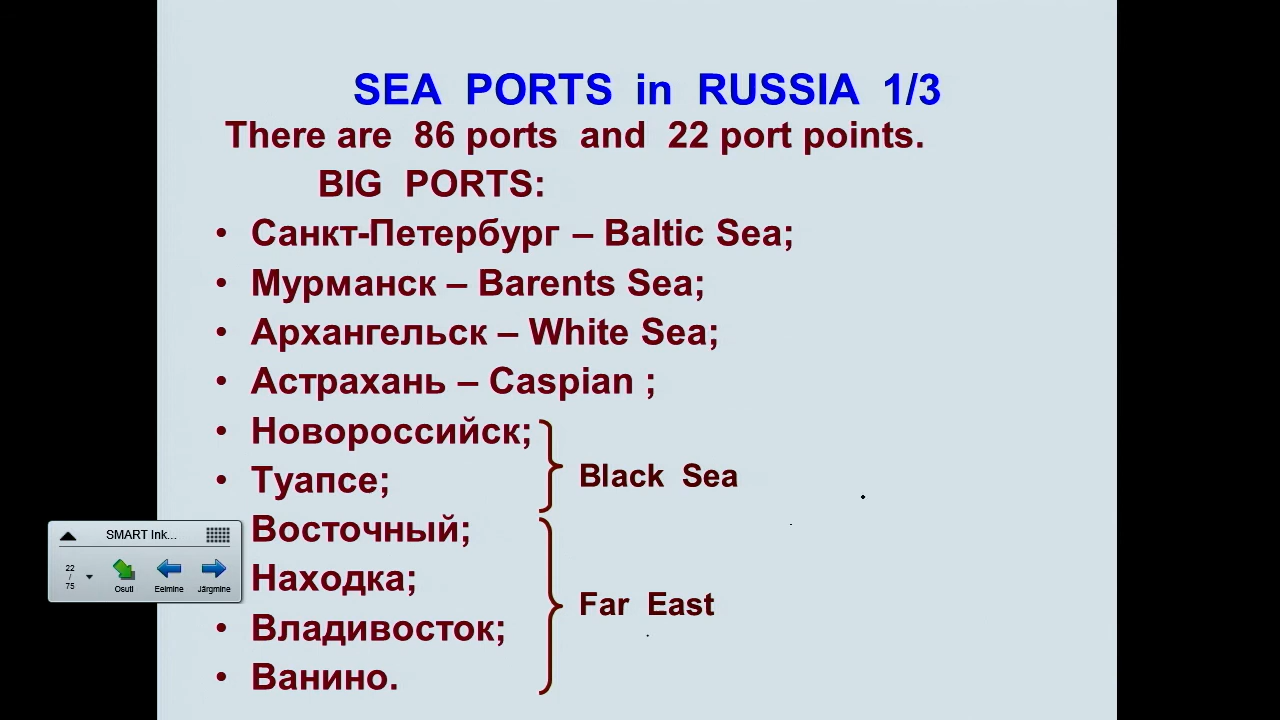 SEA PORTS in RUSSIA 1/3
There are 86 ports and 22 port points.
BIG PORTS:
• Санкт-Петербург – Baltic Sea;
• Мурманск – Barents Sea;
• Архангельск – White Sea;
• Астрахань – Caspian ;
• Новороссийск;
• Туапсе;
Black Sea
Восточный;
Находка;
• Владивосток;
• Ванино.
Far East
SMART Ink...
22
/
75
Osuti
Eelmine
Järgmine